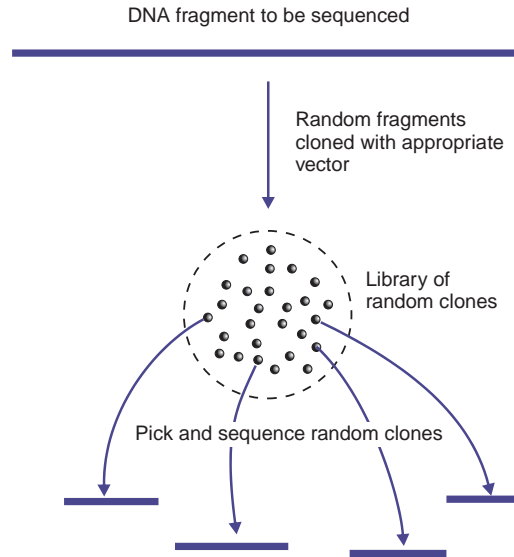 DNA fragment to be sequenced
Random fragments
cloned with appropriate
vector
Library of
random clones
Pick and sequence random clones